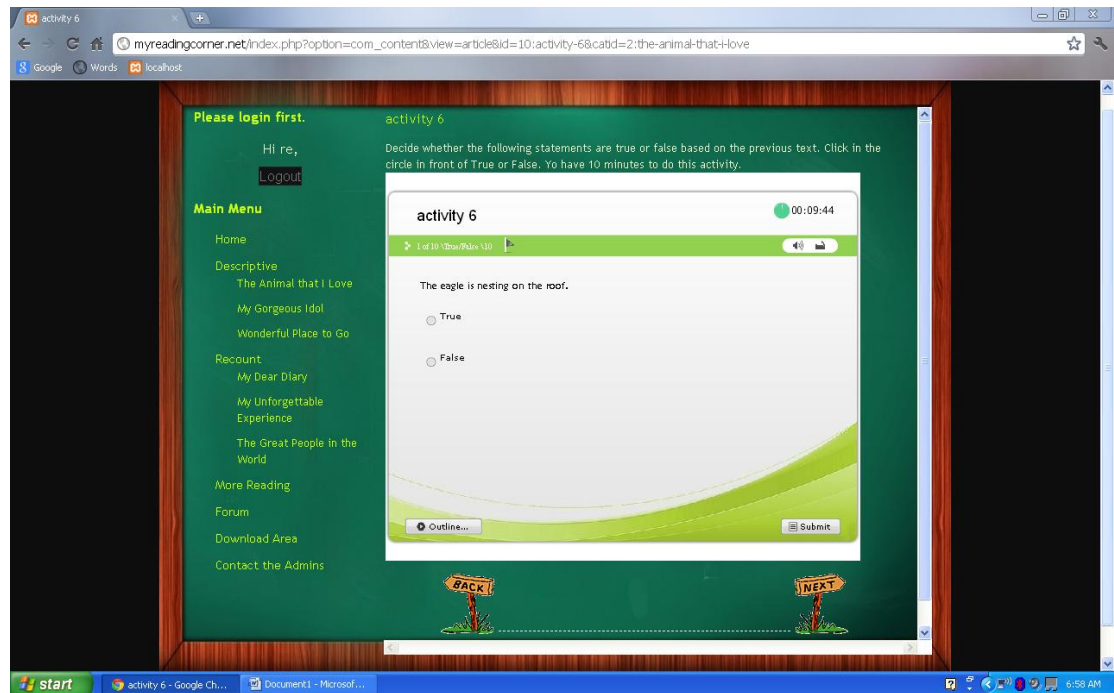 activity 6
myreadingcorner.net/index.php?option=com_content&view=article&id=10:activity-6&catid=2:the-animal-that-i-love
Google Words localhost
Please login first.
Hi re,
Logout
Main Menu
Home
Descriptive
The Animal that I Love
My Gorgeous Idol
Wonderful Place to Go
Recount
My Dear Diary
My Unforgettable
Experience
The Great People in the
World
More Reading
Forum
Download Area
Contact the Admins
activity 6
Decide whether the following statements are true or false based on the previous text. Click in the
circle in front of True or False. Yo have 10 minutes to do this activity.
activity 6
00:09:44
1 of 10 \True/False \10
The eagle is nesting on the roof.
True
False
Outline...
Submit
BACK
NEXT
start
activity 6 - Google Ch...
Document1 - Microsof...
6:58 AM